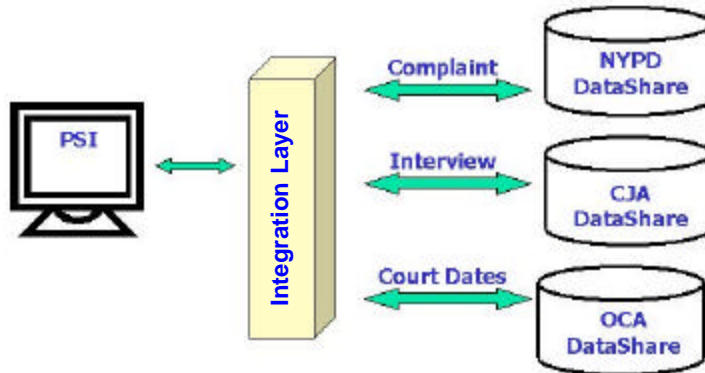 PSI
Integration Layer
Complaint
NYPD
DataShare
Interview
CJA
DataShare
Court Dates
OCA
DataShare